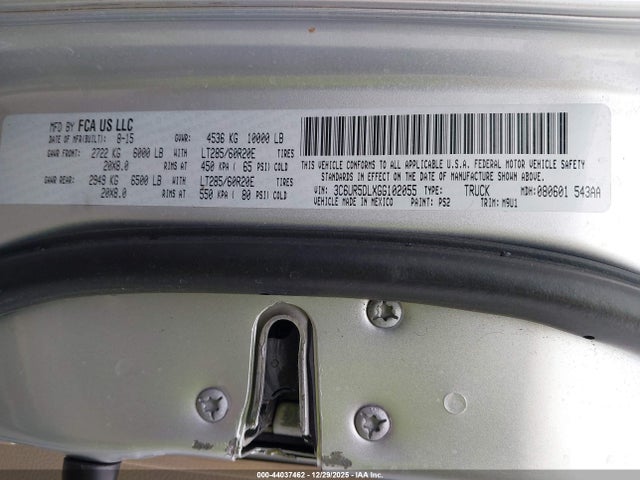 MFD BY FCA US LLC
DATE OF MFR(BUILT): 8-15 GVWR: 4536 KG 10000 LB
GAWR FRONT: 2722 KG 6000 LB WITH LT285/60R20E TIRES
20X8.0 RIMS AT 450 KPA ( 65 PSI) COLD
GAWR REAR: 2949 KG 6500 LB WITH LT285/60R20E TIRES
20X8.0 RIMS AT 550 KPA ( 80 PSI) COLD
THIS VEHICLE CONFORMS TO ALL APPLICABLE U.S.A. FEDERAL MOTOR VEHICLE SAFETY
STANDARDS IN EFFECT ON THE DATE OF MANUFACTURE SHOWN ABOVE.
VIN: 3C6UR5DLXGG102055 TYPE: TRUCK MDH: 080601 543AA
VEHICLE MADE IN MEXICO PAINT: PS2 TRIM: M9U1
000-44037462 - 12/29/2025 - IAAI.COM